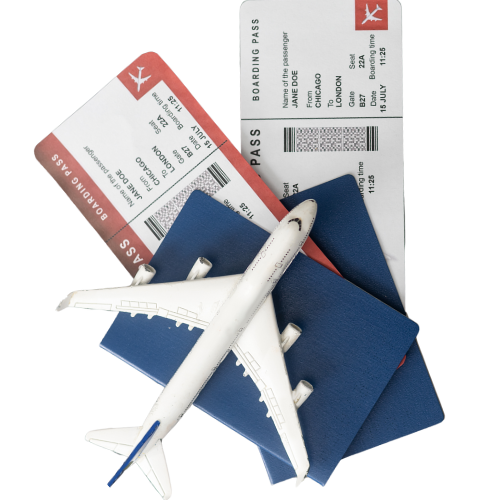 BOARDING PASS
Name of the passenger
JANE DOE
From
CHICAGO
To
LONDON
Gate
B27
Date
15 JULY
Seat
22A
Boarding time
11:25
PASS
BOARDING PASS
Name of the passenger
JANE DOE
From
CHICAGO
To
LONDON
Gate
B27
Date
15 JULY
Seat
22A
Boarding time
11:25
PASS
Seat
22A
Boarding time
11:25